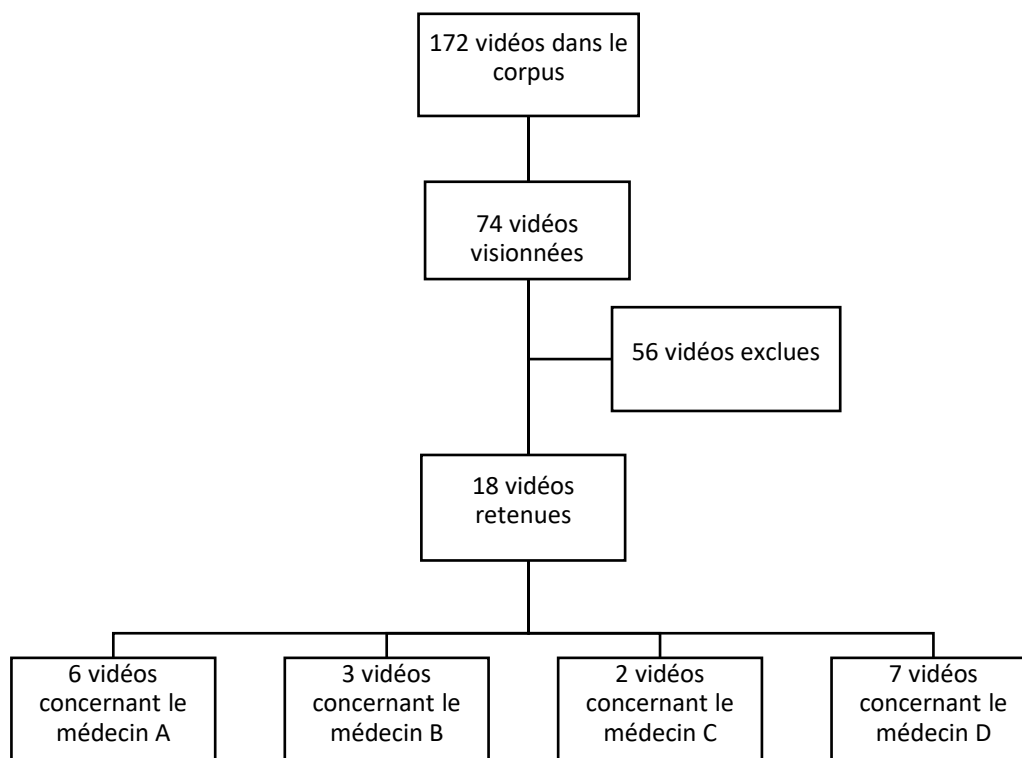 172 vidéos dans le
corpus
74 vidéos
visionnées
56 vidéos exclues
18 vidéos
retenues
6 vidéos
concernant le
médecin A
3 vidéos
concernant le
médecin B
2 vidéos
concernant le
médecin C
7 vidéos
concernant le
médecin D